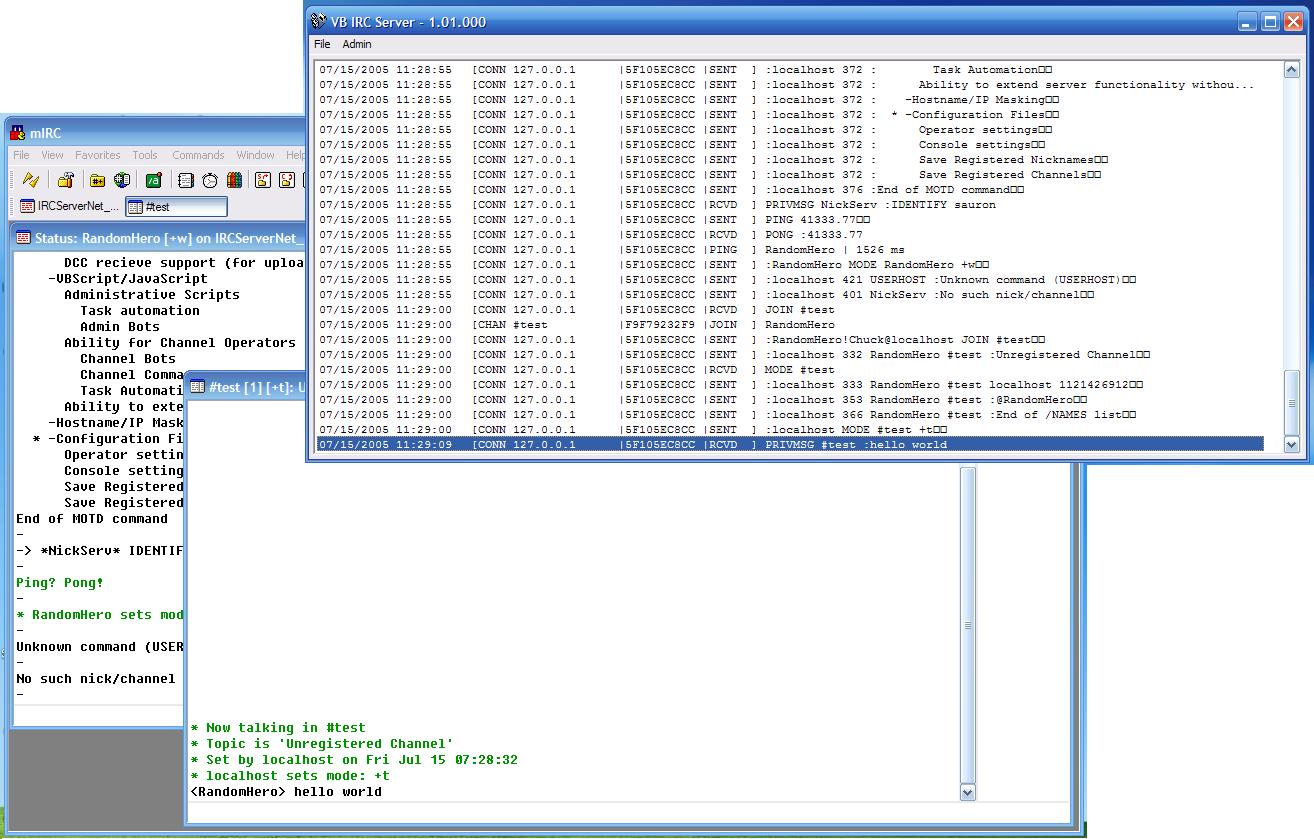 VB IRC Server - 1.01.000
File Admin
07/15/2005 11:28:55 [CONN 127.0.0.1 |5F105EC8CC |SENT ] :localhost 372 : Task Automation□□
07/15/2005 11:28:55 [CONN 127.0.0.1 |5F105EC8CC |SENT ] :localhost 372 : Ability to extend server functionality withou...
07/15/2005 11:28:55 [CONN 127.0.0.1 |5F105EC8CC |SENT ] :localhost 372 : -Hostname/IP Masking□□
07/15/2005 11:28:55 [CONN 127.0.0.1 |5F105EC8CC |SENT ] :localhost 372 : * -Configuration Files□□
07/15/2005 11:28:55 [CONN 127.0.0.1 |5F105EC8CC |SENT ] :localhost 372 : Operator settings□□
07/15/2005 11:28:55 [CONN 127.0.0.1 |5F105EC8CC |SENT ] :localhost 372 : Console settings□□
07/15/2005 11:28:55 [CONN 127.0.0.1 |5F105EC8CC |SENT ] :localhost 372 : Save Registered Nicknames□□
07/15/2005 11:28:55 [CONN 127.0.0.1 |5F105EC8CC |SENT ] :localhost 372 : Save Registered Channels□□
07/15/2005 11:28:55 [CONN 127.0.0.1 |5F105EC8CC |SENT ] :localhost 376 :End of MOTD command□□
07/15/2005 11:28:55 [CONN 127.0.0.1 |5F105EC8CC |RCVD ] PRIVMSG NickServ :IDENTIFY sauron
07/15/2005 11:28:55 [CONN 127.0.0.1 |5F105EC8CC |SENT ] PING 41333.77□□
07/15/2005 11:28:55 [CONN 127.0.0.1 |5F105EC8CC |RCVD ] PONG :41333.77
07/15/2005 11:28:55 [CONN 127.0.0.1 |5F105EC8CC |PING ] RandomHero | 1526 ms
07/15/2005 11:28:55 [CONN 127.0.0.1 |5F105EC8CC |SENT ] :RandomHero MODE RandomHero +w□□
07/15/2005 11:28:55 [CONN 127.0.0.1 |5F105EC8CC |SENT ] :localhost 421 USERHOST :Unknown command (USERHOST)□□
07/15/2005 11:28:55 [CONN 127.0.0.1 |5F105EC8CC |SENT ] :localhost 401 NickServ :No such nick/channel□□
07/15/2005 11:29:00 [CONN 127.0.0.1 |5F105EC8CC |RCVD ] JOIN #test
07/15/2005 11:29:00 [CHAN #test |F9F79232F9 |JOIN ] RandomHero
07/15/2005 11:29:00 [CONN 127.0.0.1 |5F105EC8CC |SENT ] :RandomHero!Chuck@localhost JOIN #test□□
07/15/2005 11:29:00 [CONN 127.0.0.1 |5F105EC8CC |SENT ] :localhost 332 RandomHero #test :Unregistered Channel□□
07/15/2005 11:29:00 [CONN 127.0.0.1 |5F105EC8CC |RCVD ] MODE #test
07/15/2005 11:29:00 [CONN 127.0.0.1 |5F105EC8CC |SENT ] :localhost 333 RandomHero #test localhost 1121426912□□
07/15/2005 11:29:00 [CONN 127.0.0.1 |5F105EC8CC |SENT ] :localhost 353 RandomHero #test :@RandomHero□□
07/15/2005 11:29:00 [CONN 127.0.0.1 |5F105EC8CC |SENT ] :localhost 366 RandomHero #test :End of /NAMES list□□
07/15/2005 11:29:00 [CONN 127.0.0.1 |5F105EC8CC |SENT ] :localhost MODE #test +t□□
07/15/2005 11:29:09 [CONN 127.0.0.1 |5F105EC8CC |RCVD ] PRIVMSG #test :hello world
mIRC
File View Favorites Tools Commands Window Help
IRCServerNet_... #test
Status: RandomHero [+w] on IRCServerNet_
DCC recieve support (for uploa
-VBScript/JavaScript
Administrative Scripts
Task automation
Admin Bots
Ability for Channel Operators
Channel Bots
Channel Comma
Task Automati
Ability to exte
-Hostname/IP Mask
* -Configuration Fi
Operator settin
Console setting
Save Registered
Save Registered
End of MOTD command
-
-> *NickServ* IDENTIF
-
Ping? Pong!
-
* RandomHero sets mod
-
Unknown command (USER
-
No such nick/channel
-
#test [1] [+t]: U
* Now talking in #test
* Topic is 'Unregistered Channel'
* Set by localhost on Fri Jul 15 07:28:32
* localhost sets mode: +t
<RandomHero> hello world